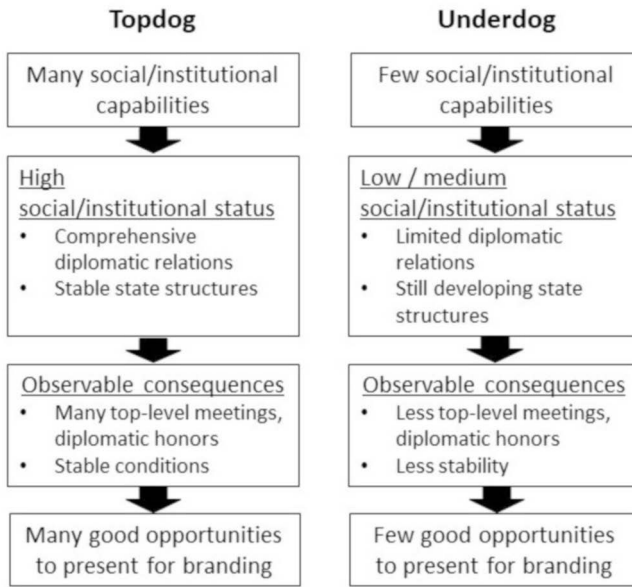 Topdog
Many social/institutional
capabilities
High
social/institutional status
• Comprehensive
diplomatic relations
• Stable state structures
Observable consequences
• Many top-level meetings,
diplomatic honors
• Stable conditions
Many good opportunities
to present for branding
Underdog
Few social/institutional
capabilities
Low / medium
social/institutional status
• Limited diplomatic
relations
• Still developing state
structures
Observable consequences
• Less top-level meetings,
diplomatic honors
• Less stability
Few good opportunities
to present for branding